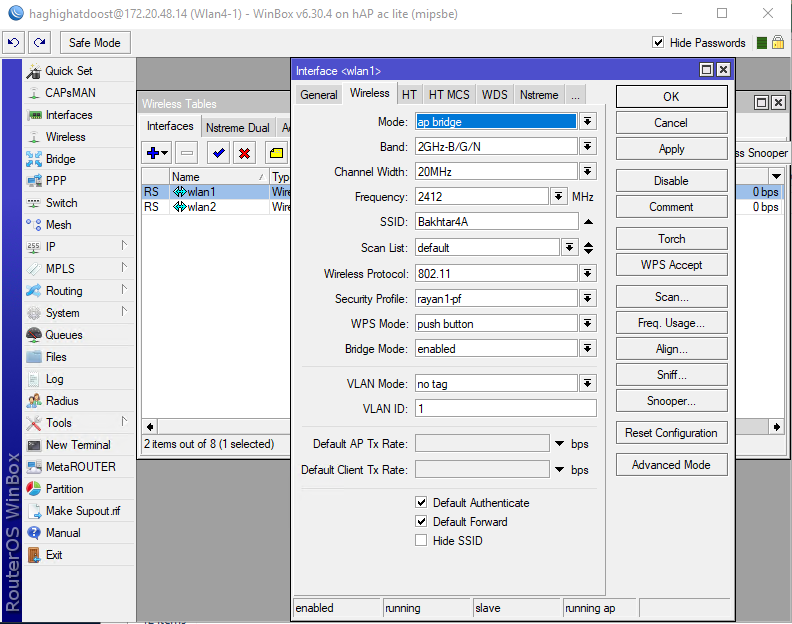 haghighatdoost@172.20.48.14 (Wlan4-1) - WinBox v6.30.4 on hAP ac lite (mipsbe)
Safe Mode
Hide Passwords
RouterOS WinBox
Quick Set
CAPsMAN
Interfaces
Wireless
Bridge
PPP
Switch
Mesh
IP
MPLS
Routing
System
Queues
Files
Log
Radius
Tools
New Terminal
MetaROUTER
Partition
Make Supout.rif
Manual
Exit
Wireless Tables
Interfaces
Nstreme Dual
ss Snooper
Name
RS wlan1
0 bps
RS wlan2
0 bps
2 items out of 8 (1 selected)
Interface <wlan1>
General
Wireless
HT
HT MCS
WDS
Nstreme
...
Mode: ap bridge
Band: 2GHz-B/G/N
Channel Width: 20MHz
Frequency: 2412 MHz
SSID: Bakhtar4A
Scan List: default
Wireless Protocol: 802.11
Security Profile: rayan1-pf
WPS Mode: push button
Bridge Mode: enabled
VLAN Mode: no tag
VLAN ID: 1
Default AP Tx Rate: bps
Default Client Tx Rate: bps
Default Authenticate
Default Forward
Hide SSID
OK
Cancel
Apply
Disable
Comment
Torch
WPS Accept
Scan...
Freq. Usage...
Align...
Sniff...
Snooper...
Reset Configuration
Advanced Mode
enabled
running
slave
running ap